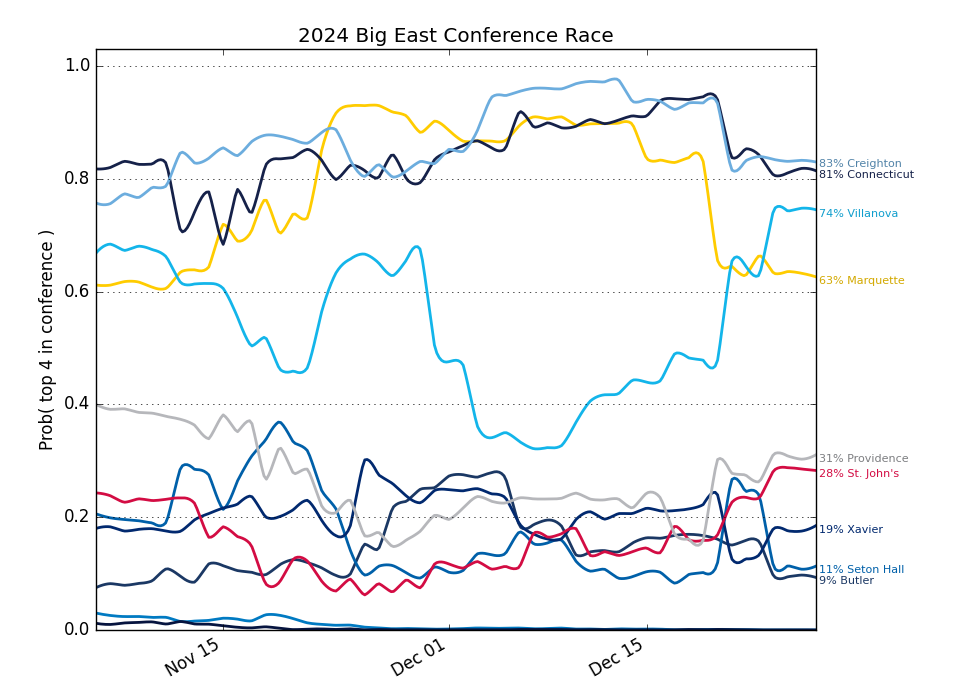 2024 Big East Conference Race
Prob( top 4 in conference )
1.0
0.8
0.6
0.4
0.2
0.0
Nov 15
Dec 01
Dec 15
83% Creighton
81% Connecticut
74% Villanova
63% Marquette
31% Providence
28% St. John's
19% Xavier
11% Seton Hall
9% Butler